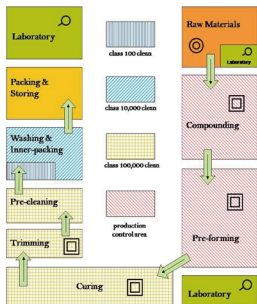 Laboratory
class 100 clean
Raw Materials
Laboratory
Packing &
Storing
class 10,000 clean
Compounding
Washing &
Inner-packing
class 100,000 clean
Pre-cleaning
production
control area
Pre-forming
Trimming
Curing
Laboratory